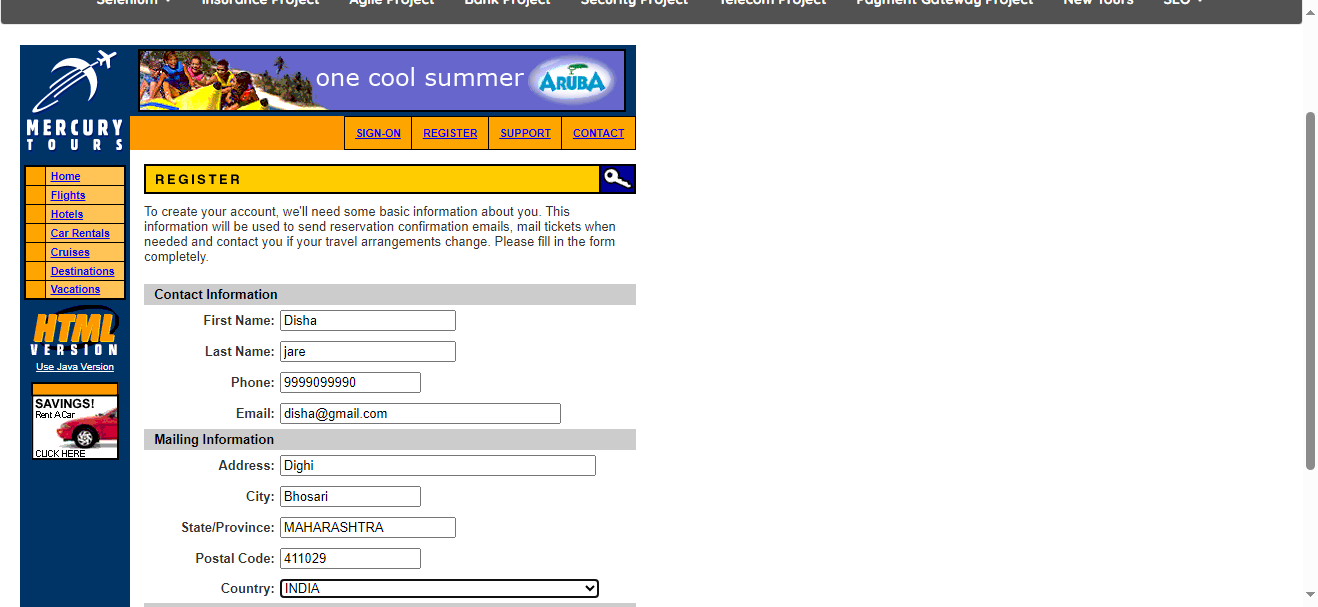 Selenium Insurance Project Agile Project Bank Project Security Project Telecom Project Payment Gateway Project New Tours SEO
one cool summer ARUBA
MERCURY
TOURS
SIGN-ON REGISTER SUPPORT CONTACT
Home
Flights
Hotels
Car Rentals
Cruises
Destinations
Vacations
HTML
VERSION
Use Java Version
SAVINGS!
Rent A Car
CLICK HERE
REGISTER
To create your account, we'll need some basic information about you. This
information will be used to send reservation confirmation emails, mail tickets when
needed and contact you if your travel arrangements change. Please fill in the form
completely.
Contact Information
First Name: Disha
Last Name: jare
Phone: 9999099990
Email: disha@gmail.com
Mailing Information
Address: Dighi
City: Bhosari
State/Province: MAHARASHTRA
Postal Code: 411029
Country: INDIA